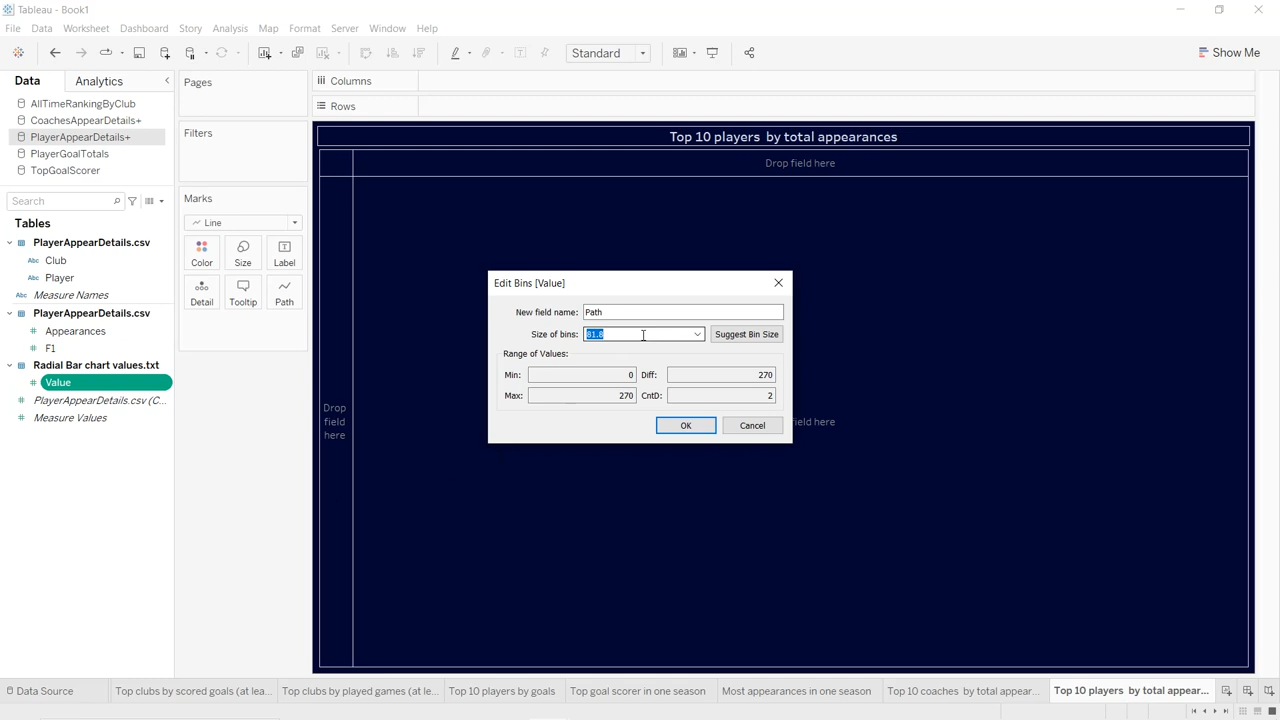 Tableau - Book1
File Data Worksheet Dashboard Story Analysis Map Format Server Window Help
Standard
Show Me
Data Analytics
Pages
Columns
Rows
AllTimeRankingByClub
CoachesAppearDetails+
PlayerAppearDetails+
PlayerGoalTotals
TopGoalScorer
Filters
Search
Tables
PlayerAppearDetails.csv
Abc Club
Abc Player
Abc Measure Names
PlayerAppearDetails.csv
# Appearances
# F1
Radial Bar chart values.txt
# Value
# PlayerAppearDetails.csv (C...
# Measure Values
Marks
Line
Color Size Label
Detail Tooltip Path
Top 10 players by total appearances
Drop field here
Drop
field
here
field here
Edit Bins [Value]
New field name: Path
Size of bins: 81.8 Suggest Bin Size
Range of Values:
Min: 0 Diff: 270
Max: 270 CntD: 2
OK Cancel
Data Source Top clubs by scored goals (at lea... Top clubs by played games (at le... Top 10 players by goals Top goal scorer in one season Most appearances in one season Top 10 coaches by total appear... Top 10 players by total appear...